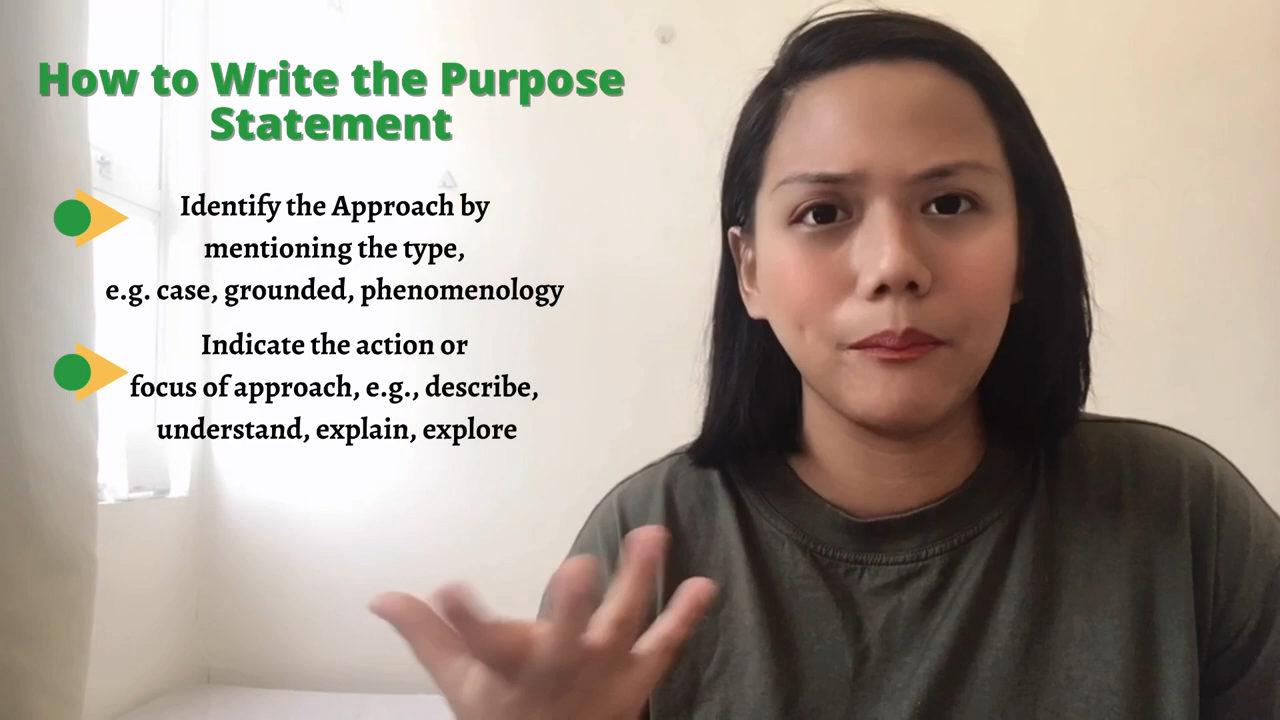 How to Write the Purpose
Statement
Identify the Approach by
mentioning the type,
e.g. case, grounded, phenomenology
Indicate the action or
focus of approach, e.g., describe,
understand, explain, explore